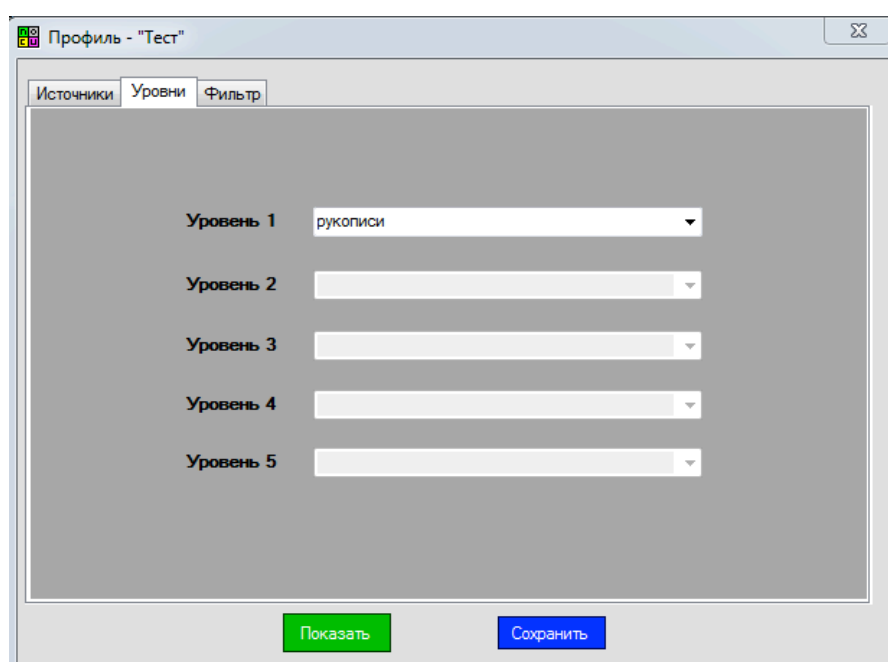 Профиль - "Тест"
Источники Уровни Фильтр
Уровень 1 рукописи
Уровень 2
Уровень 3
Уровень 4
Уровень 5
Показать Сохранить